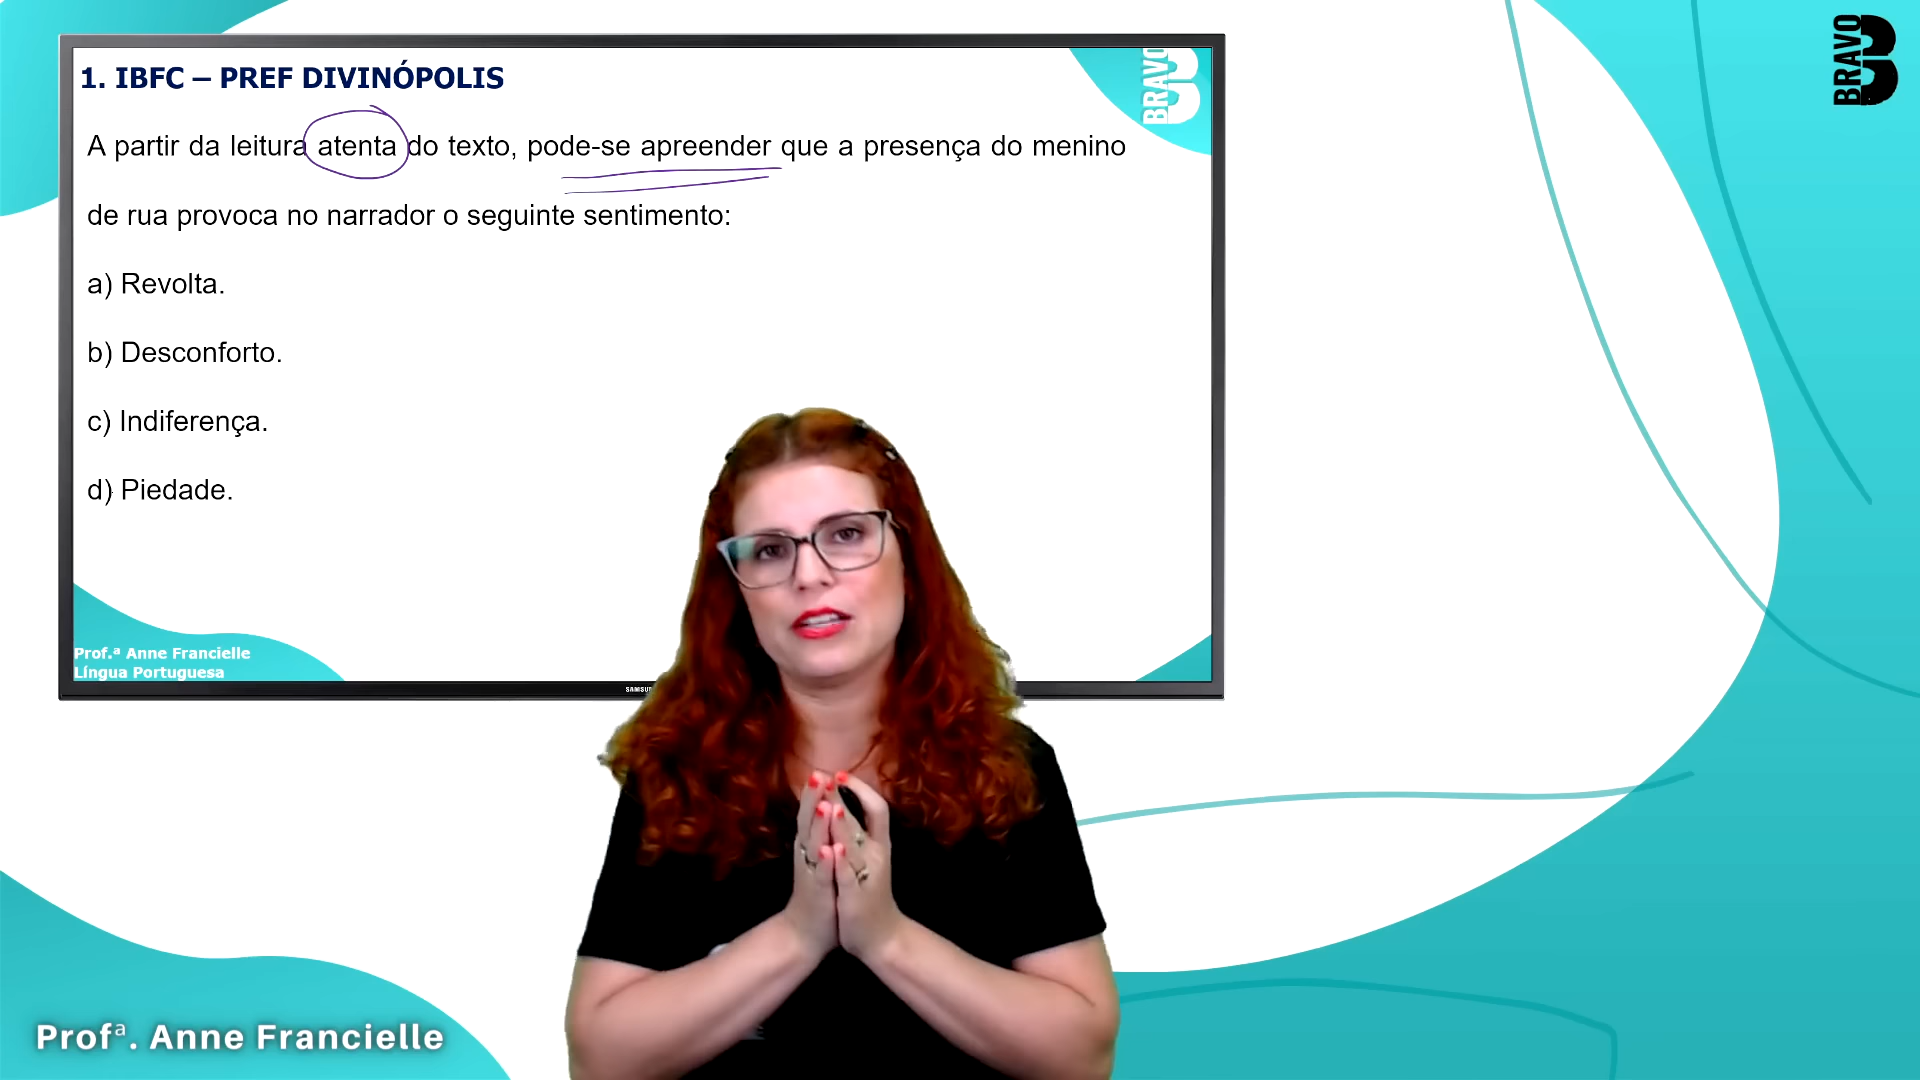 BRAVO
1. IBFC – PREF DIVINÓPOLIS
BRAVO
A partir da leitura atenta do texto, pode-se apreender que a presença do menino
de rua provoca no narrador o seguinte sentimento:
a) Revolta.
b) Desconforto.
c) Indiferença.
d) Piedade.
Prof.ª Anne Francielle
Língua Portuguesa
Profª. Anne Francielle